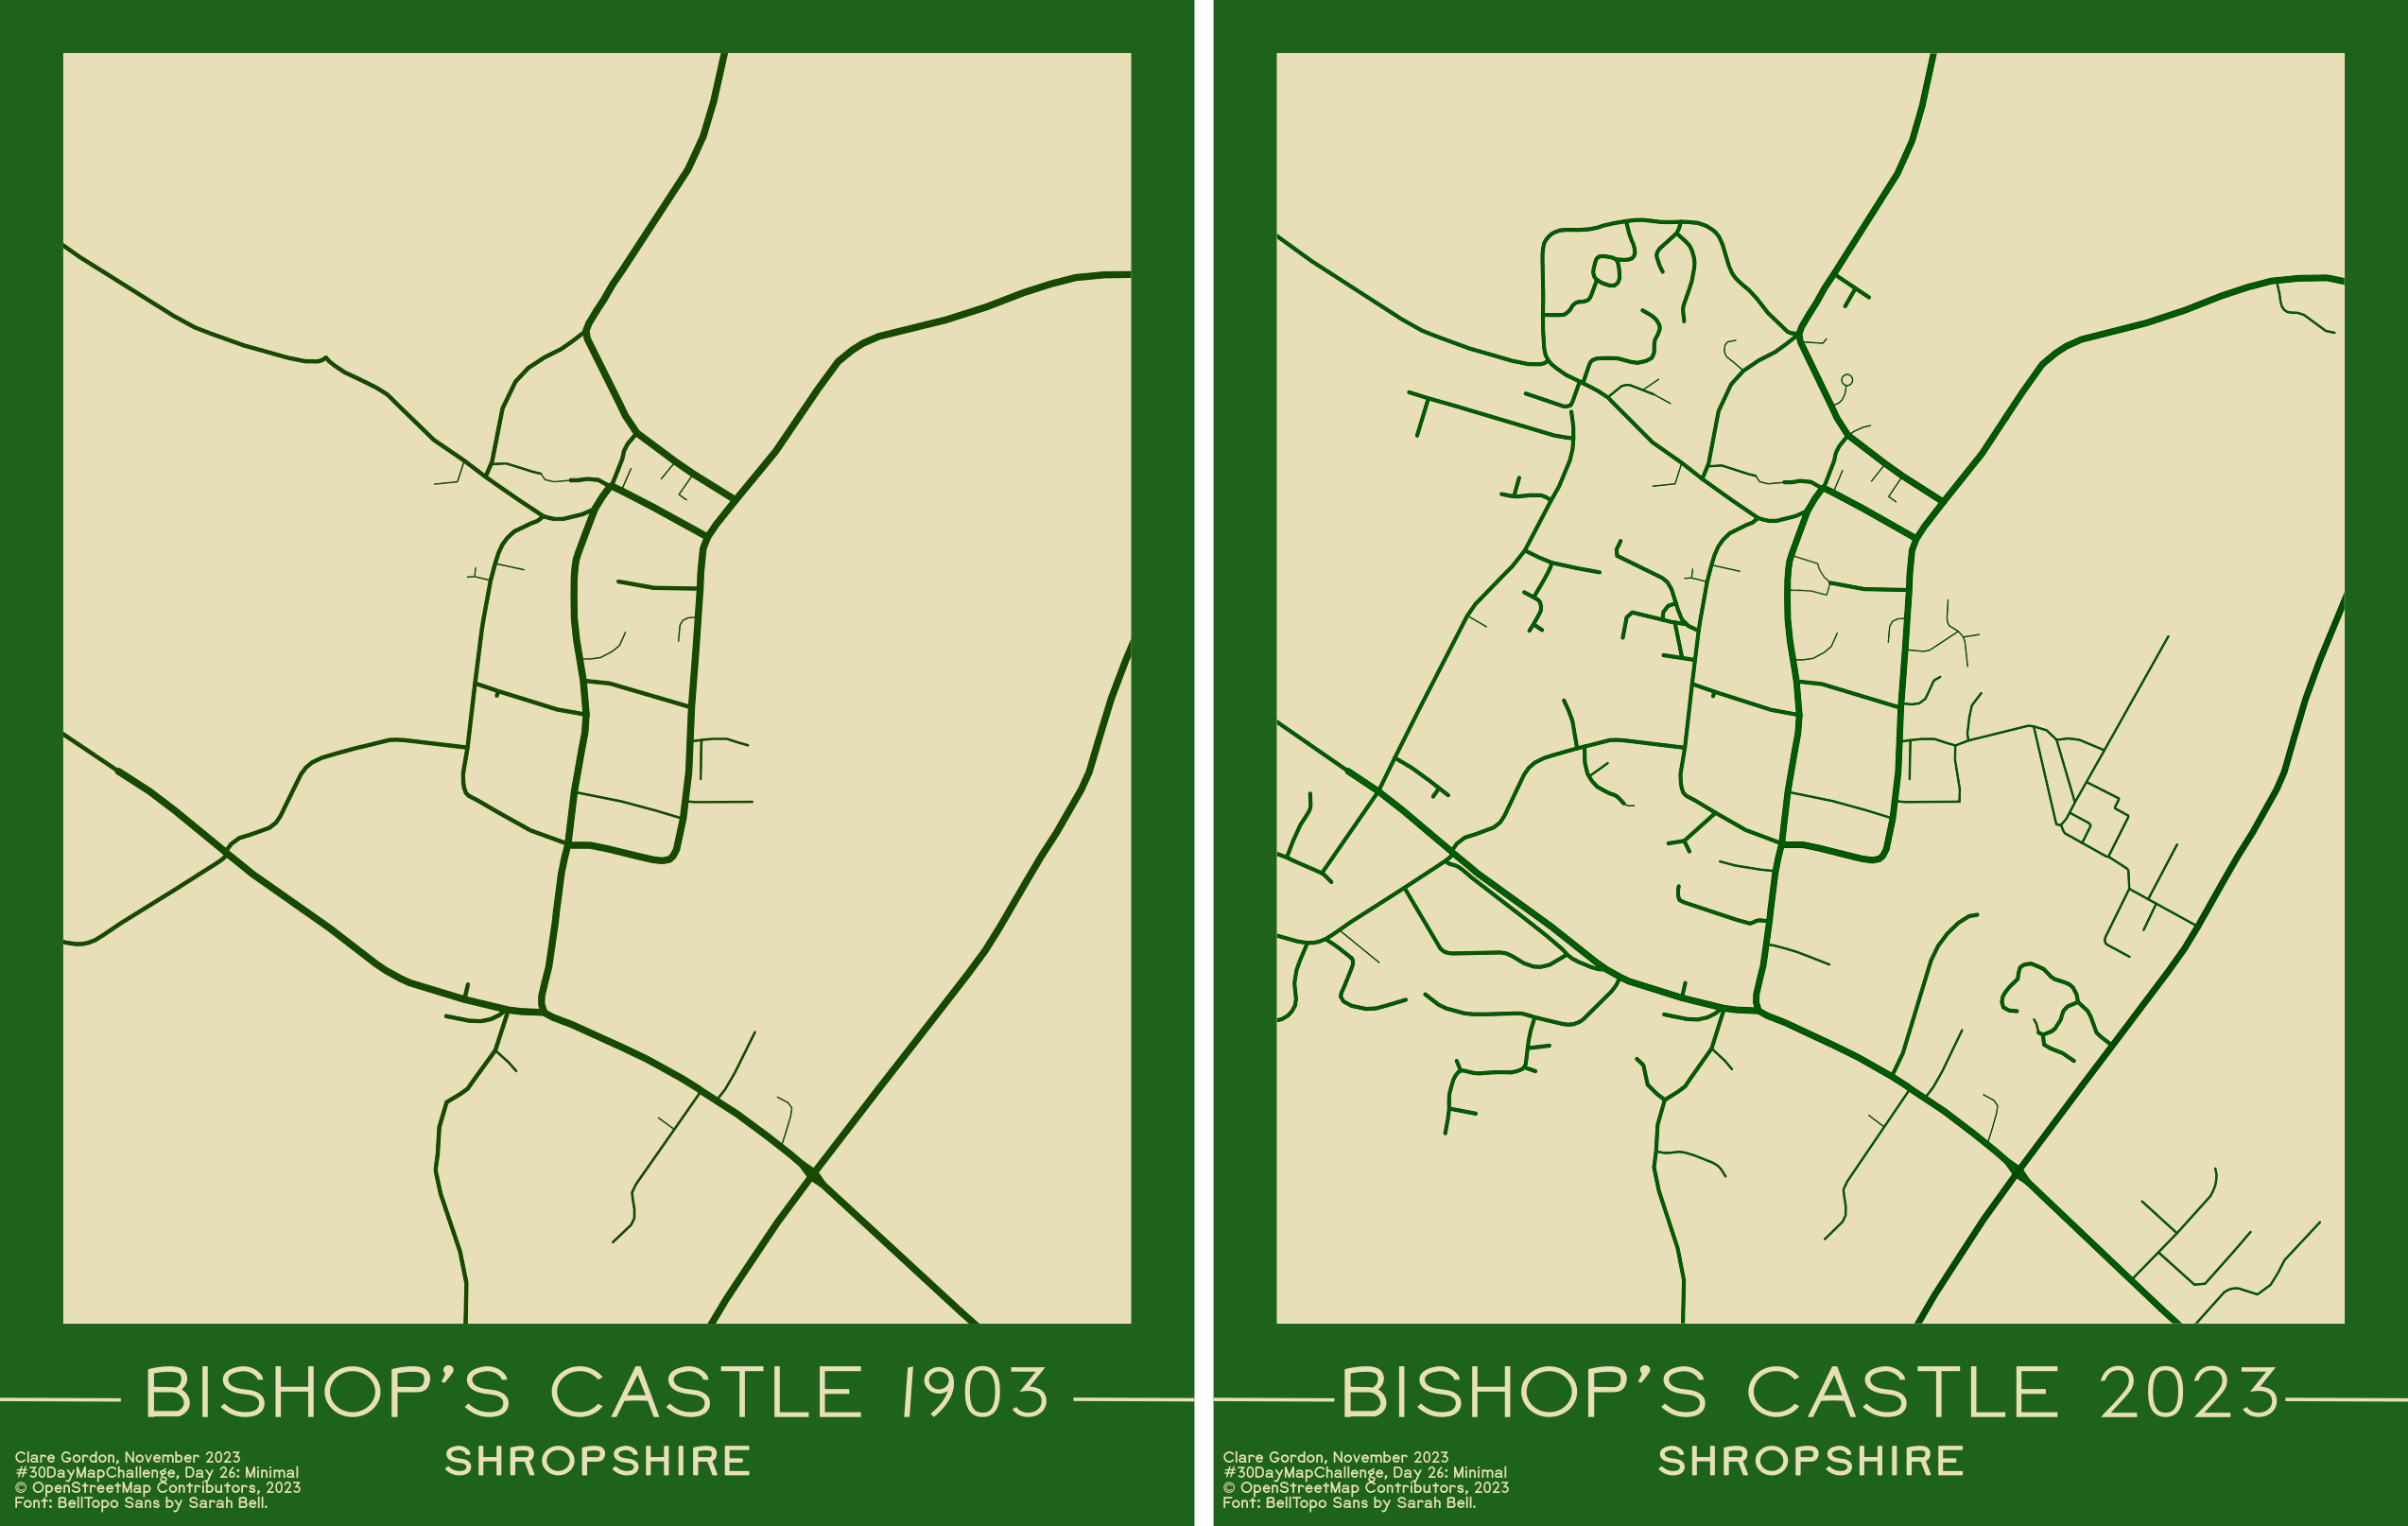 BISHOP'S CASTLE 1903
SHROPSHIRE
Clare Gordon, November 2023
#30DayMapChallenge, Day 26: Minimal
© OpenStreetMap Contributors, 2023
Font: BellTopo Sans by Sarah Bell.
BISHOP'S CASTLE 2023
SHROPSHIRE
Clare Gordon, November 2023
#30DayMapChallenge, Day 26: Minimal
© OpenStreetMap Contributors, 2023
Font: BellTopo Sans by Sarah Bell.